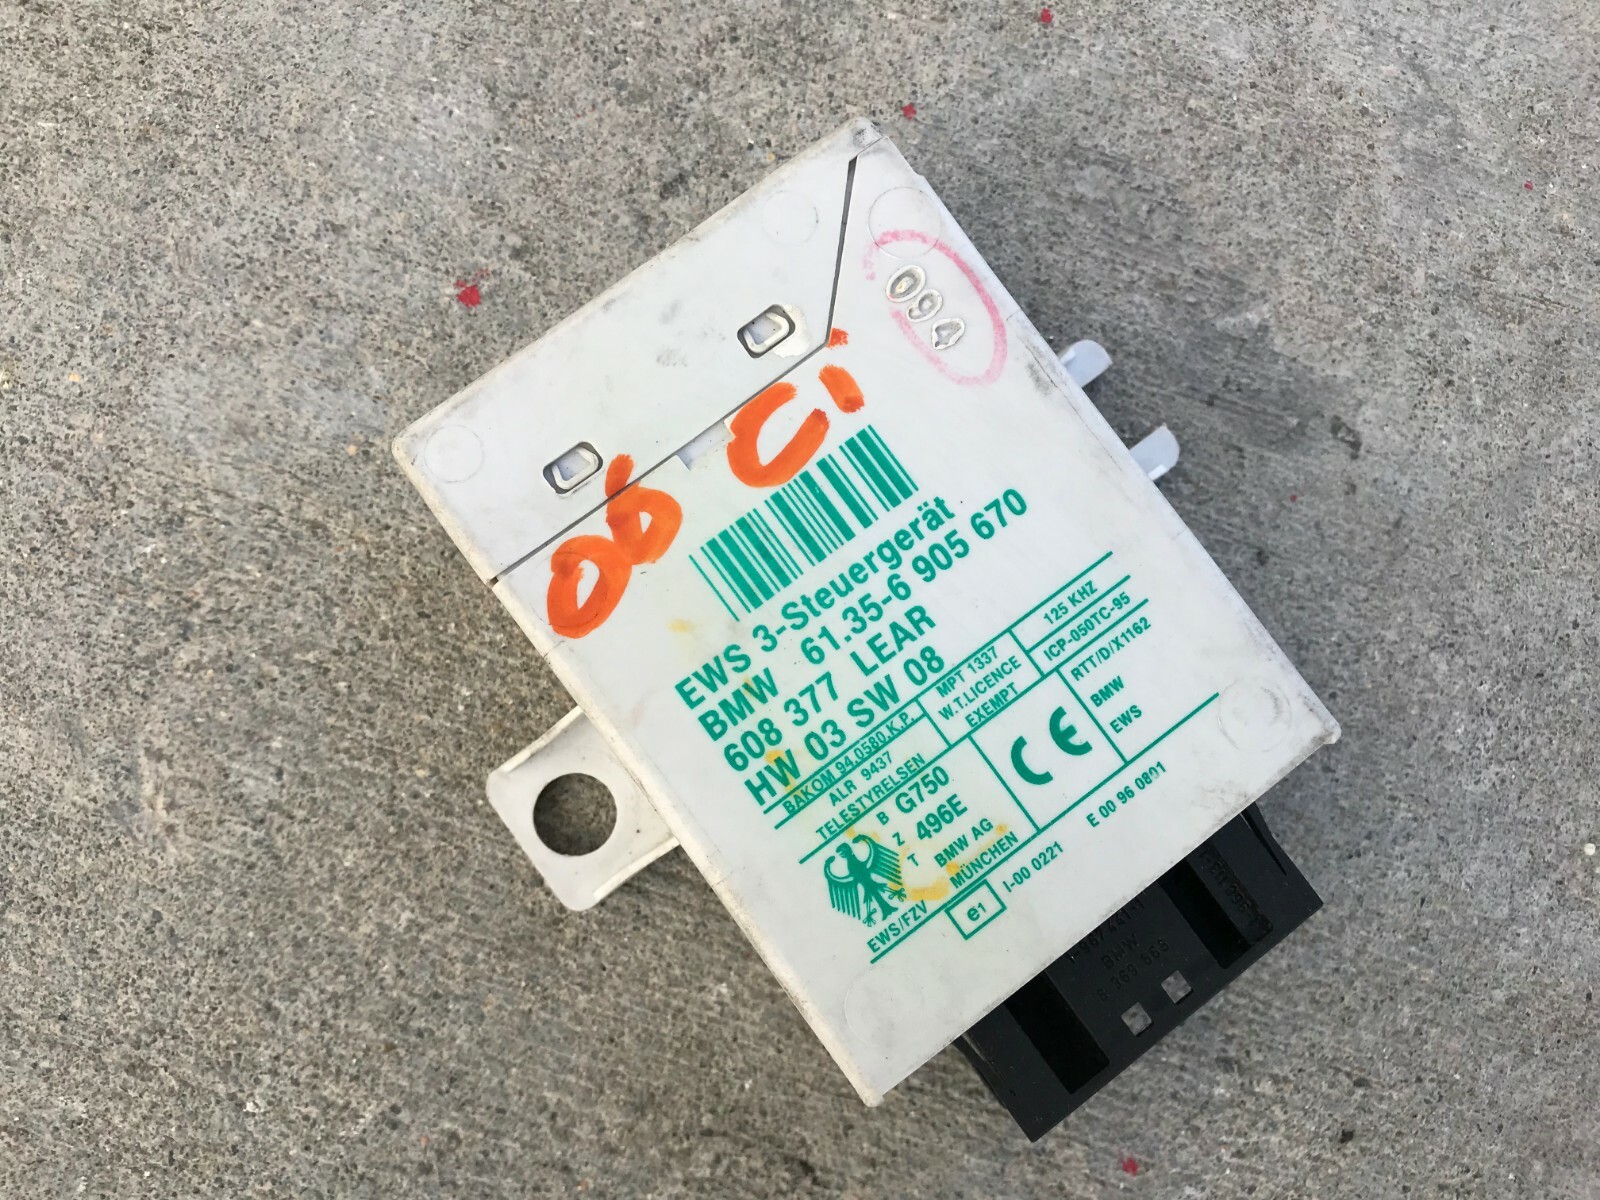 094
06 Ci
EWS 3-Steuergerät
BMW 61.35-6 905 670
608 377 LEAR
HW 03 SW 08
BAKOM 94.0580.K.P.
ALR 9437
TELESTYRELSEN
MPT 1337
W.T.LICENCE
EXEMPT
125 KHZ
ICP-050TC-95
RTT/D/X1162
BMW
EWS
B G750
Z 496E
T BMW AG
MÜNCHEN
EWS/FZV
CE
e1
I-00 0221
E 00 96 0801
BMW